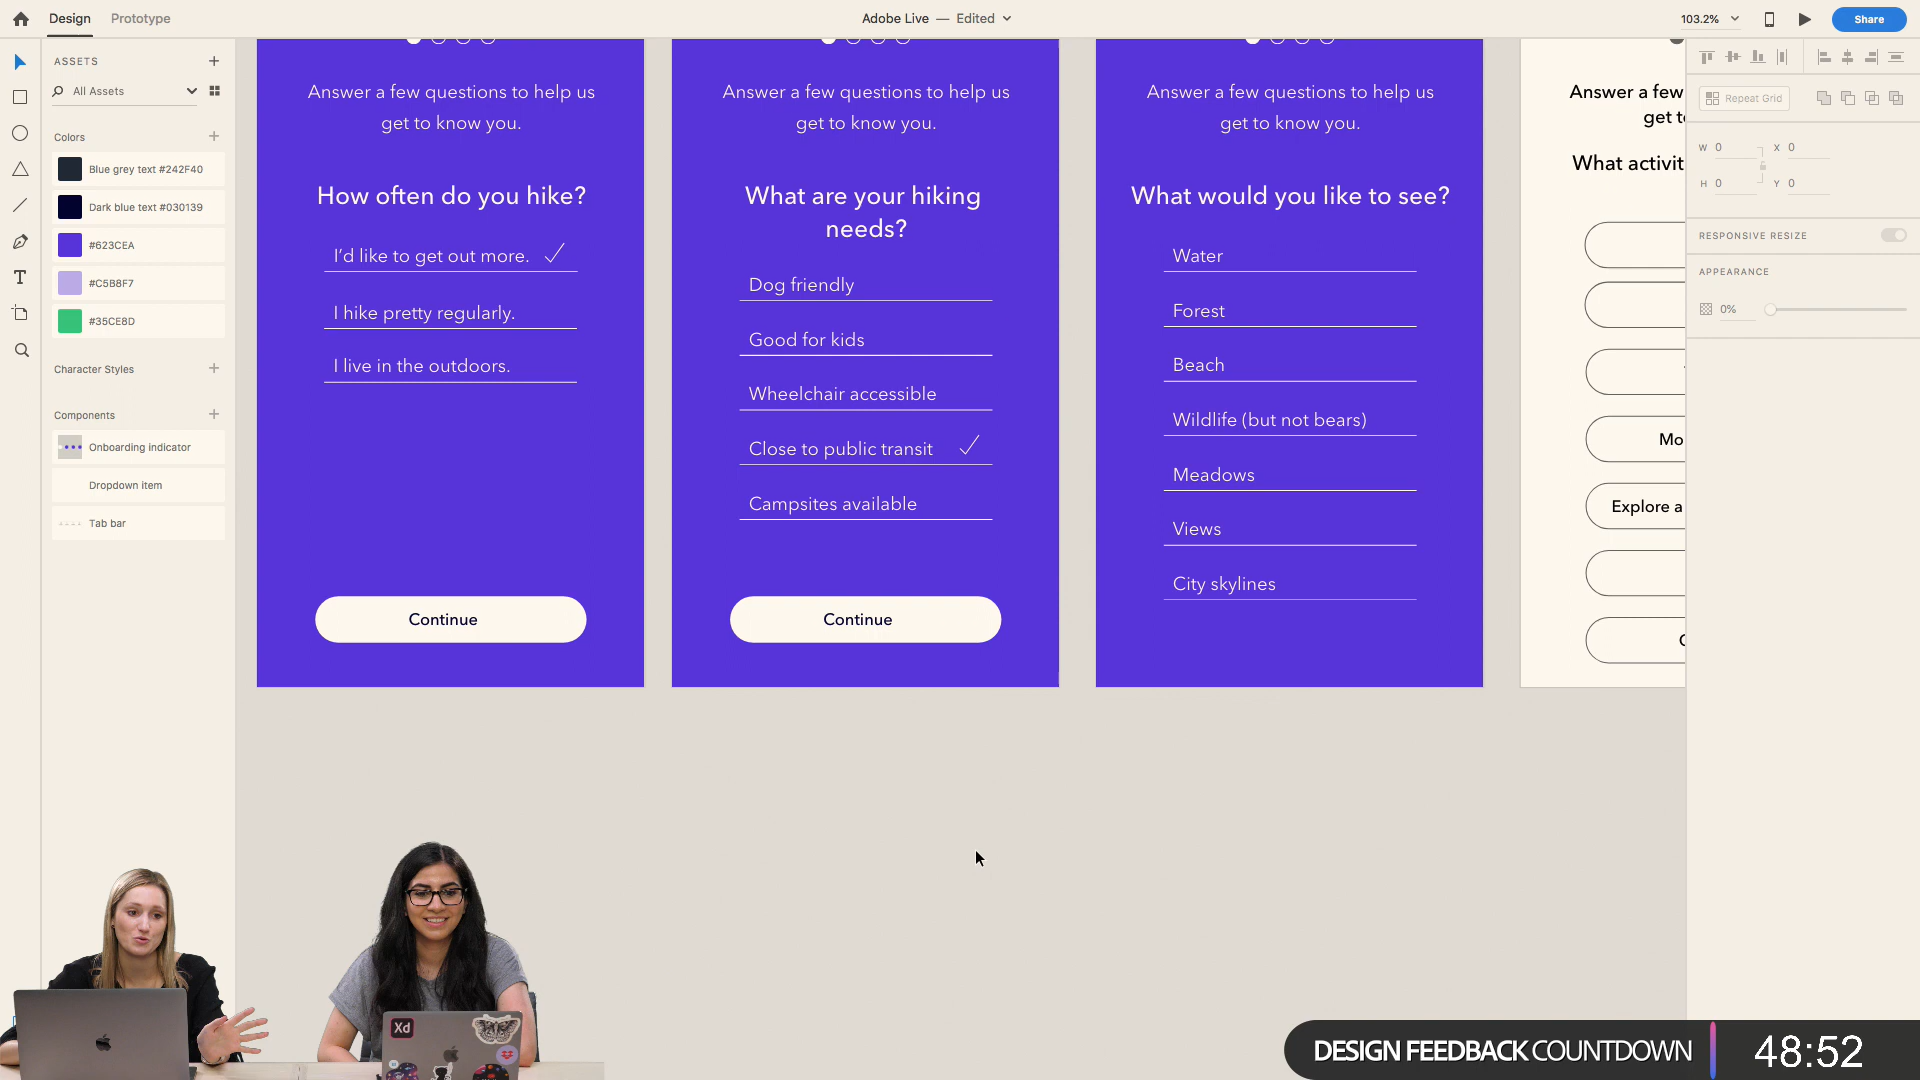 Design
Prototype
Adobe Live — Edited
103.2%
Share
ASSETS
All Assets
Colors
Blue grey text #242F40
Dark blue text #030139
#623CEA
#C5B8F7
#35CE8D
Character Styles
Components
Onboarding indicator
Dropdown item
Tab bar
Answer a few questions to help us
get to know you.
How often do you hike?
I'd like to get out more.
I hike pretty regularly.
I live in the outdoors.
Continue
Answer a few questions to help us
get to know you.
What are your hiking
needs?
Dog friendly
Good for kids
Wheelchair accessible
Close to public transit
Campsites available
Continue
Answer a few questions to help us
get to know you.
What would you like to see?
Water
Forest
Beach
Wildlife (but not bears)
Meadows
Views
City skylines
Answer a few
get t
What activit
Mo
Explore a
Repeat Grid
W 0 X 0
H 0 Y 0
RESPONSIVE RESIZE
APPEARANCE
0%
Xd
DESIGN FEEDBACK COUNTDOWN
48:52